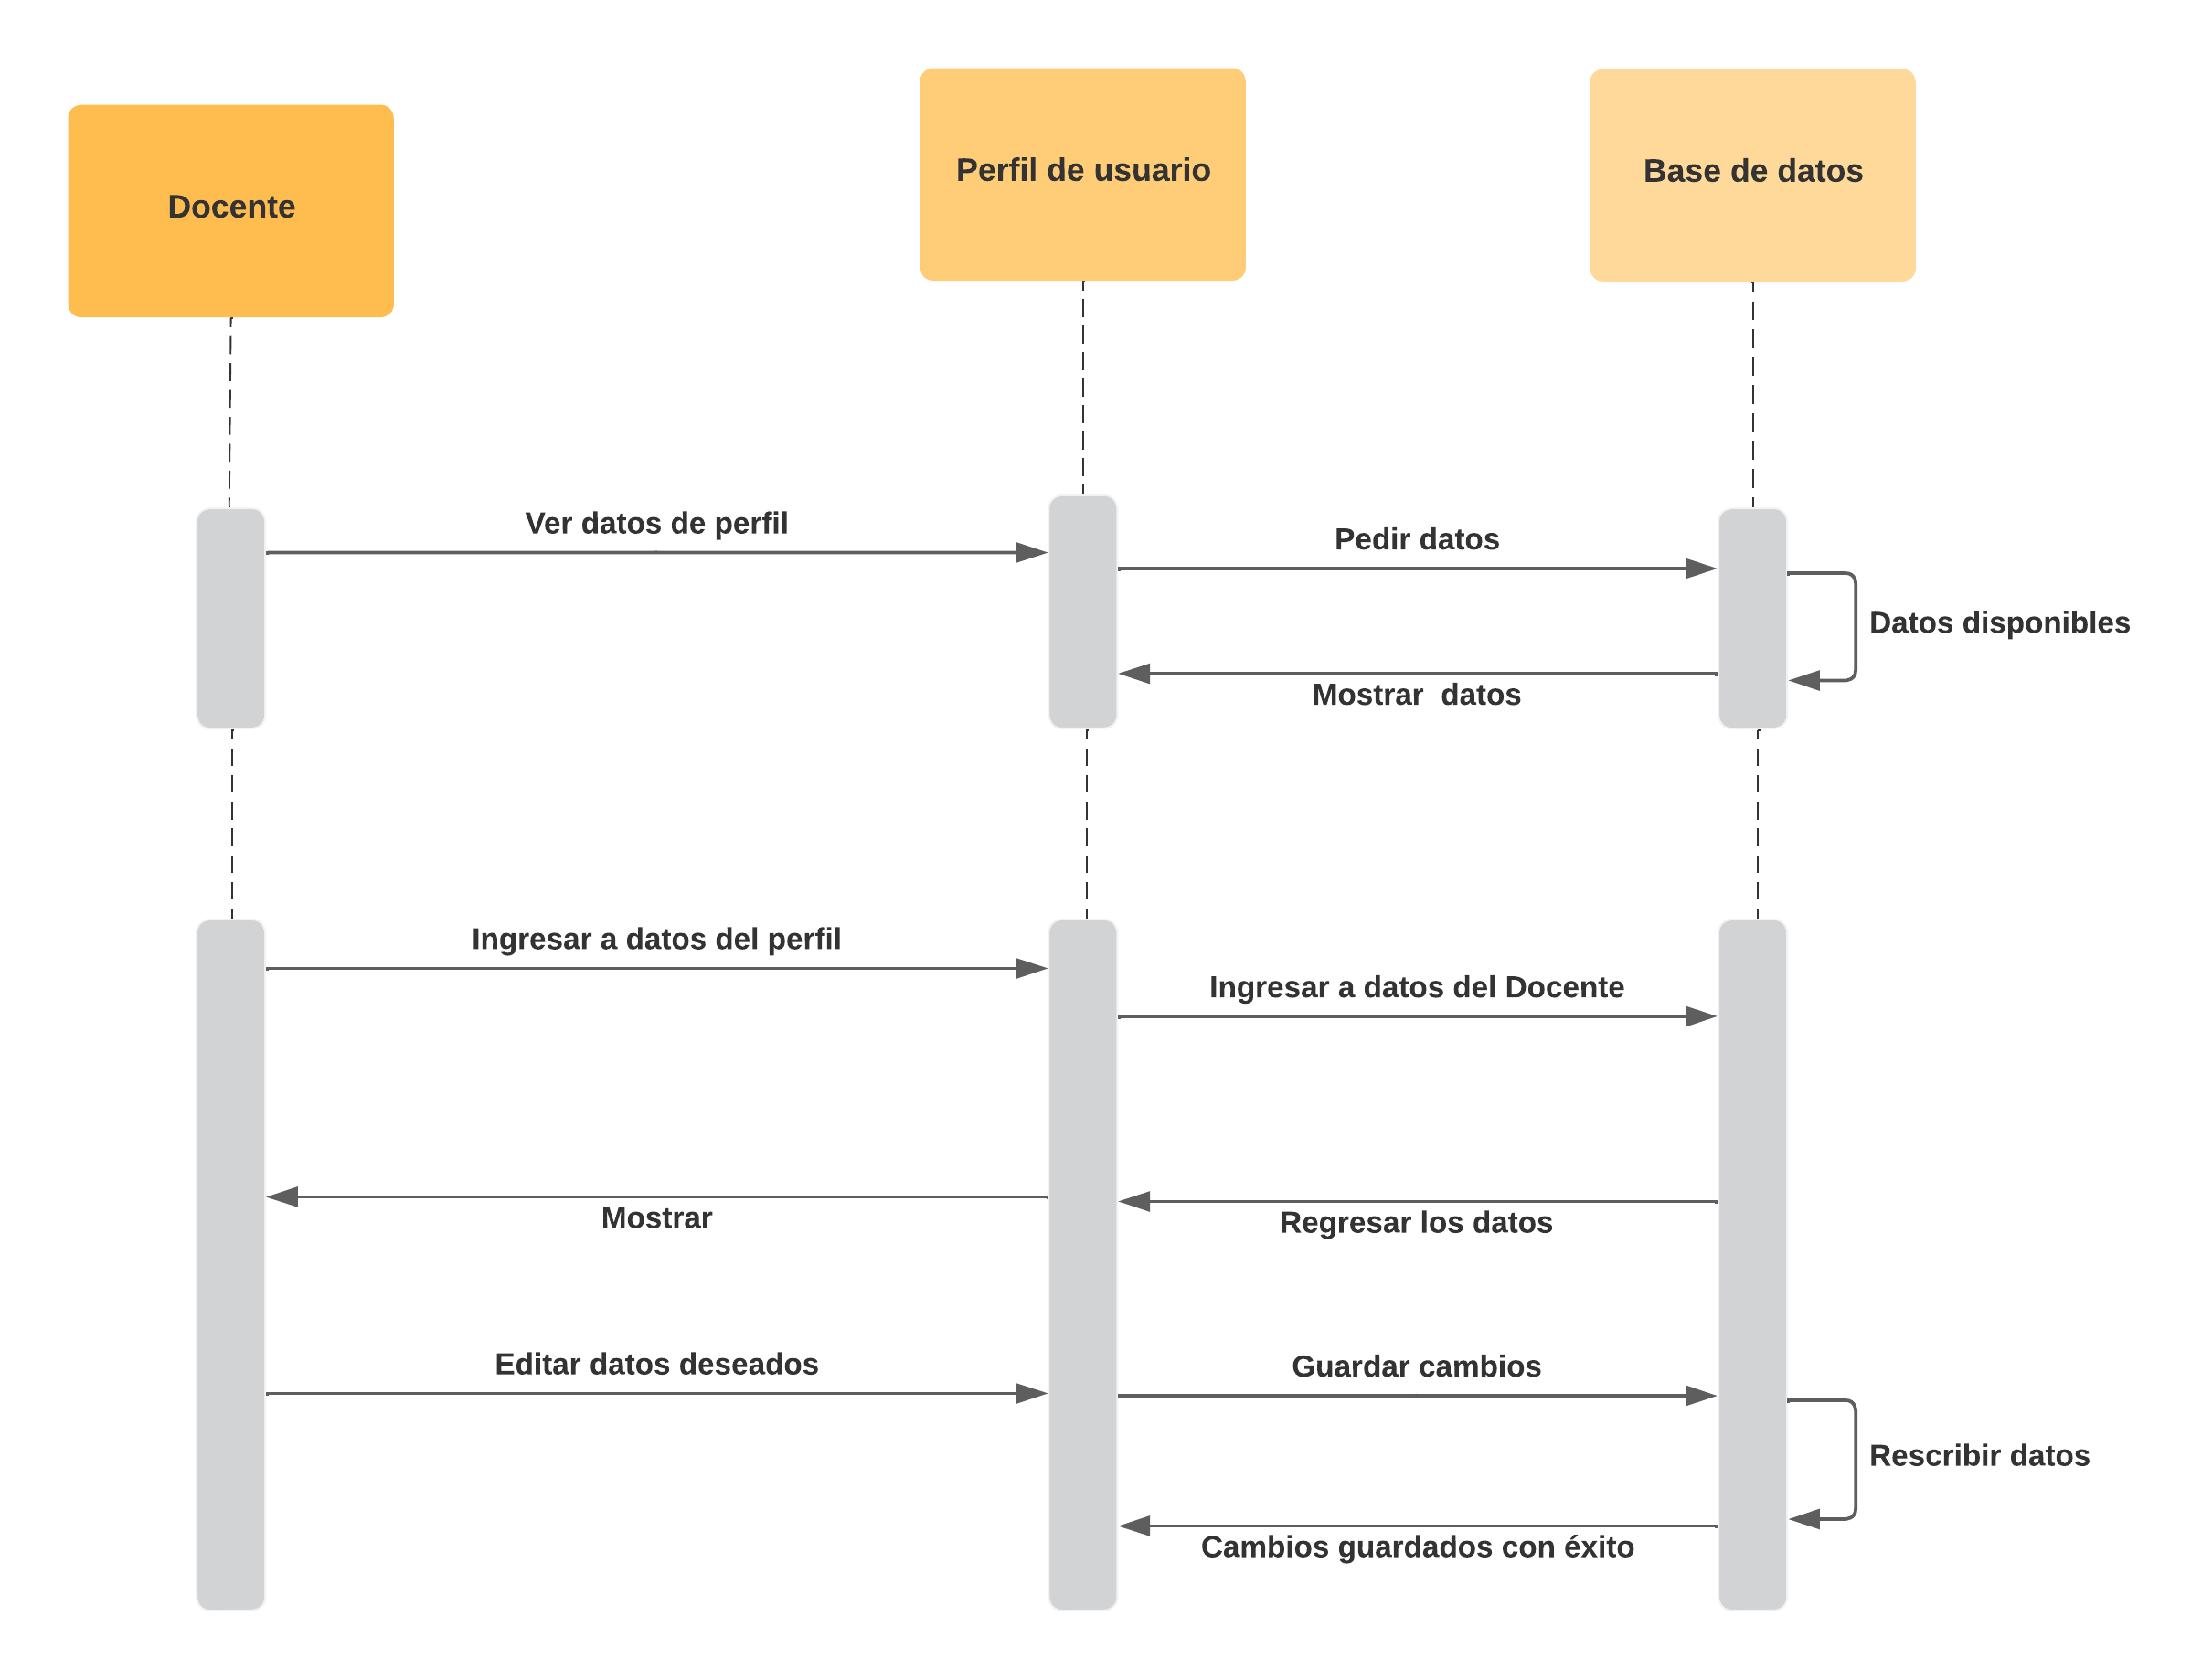 Docente
Perfil de usuario
Base de datos
Ver datos de perfil
Pedir datos
Datos disponibles
Mostrar  datos
Ingresar a datos del perfil
Ingresar a datos del Docente
Mostrar
Regresar los datos
Editar datos deseados
Guardar cambios
Rescribir datos
Cambios guardados con éxito